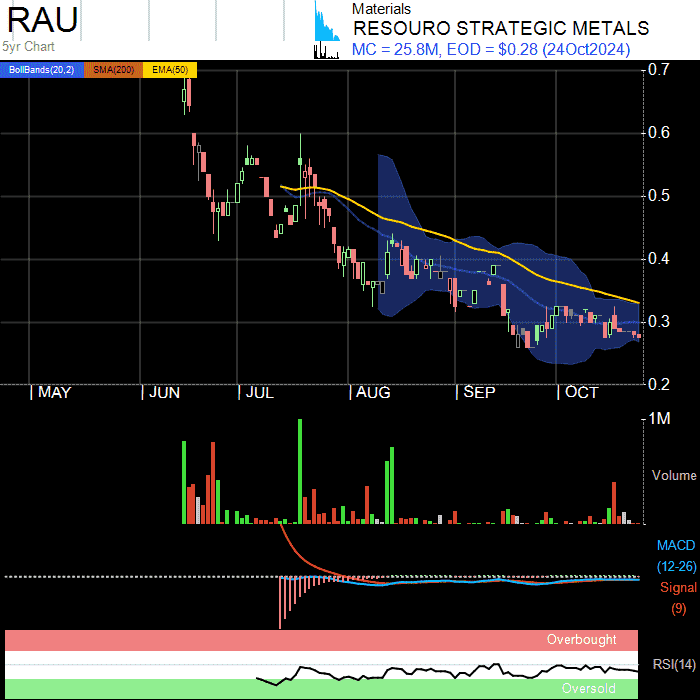 RAU
5yr Chart
Materials
RESOURO STRATEGIC METALS
MC = 25.8M, EOD = $0.28 (24Oct2024)
BollBands(20,2) SMA(200) EMA(50)
0.7
0.6
0.5
0.4
0.3
0.2
MAY JUN JUL AUG SEP OCT
1M
Volume
MACD
(12-26)
Signal
(9)
Overbought
RSI(14)
Oversold